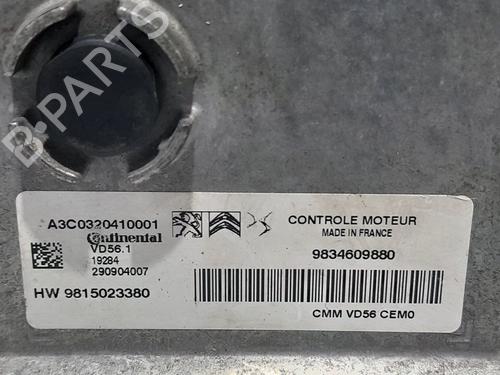 B-PARTS
A3C0320410001
Continental
VD56.1
19284
290904007
HW 9815023380
CONTROLE MOTEUR
MADE IN FRANCE
9834609880
CMM VD56 CEM0